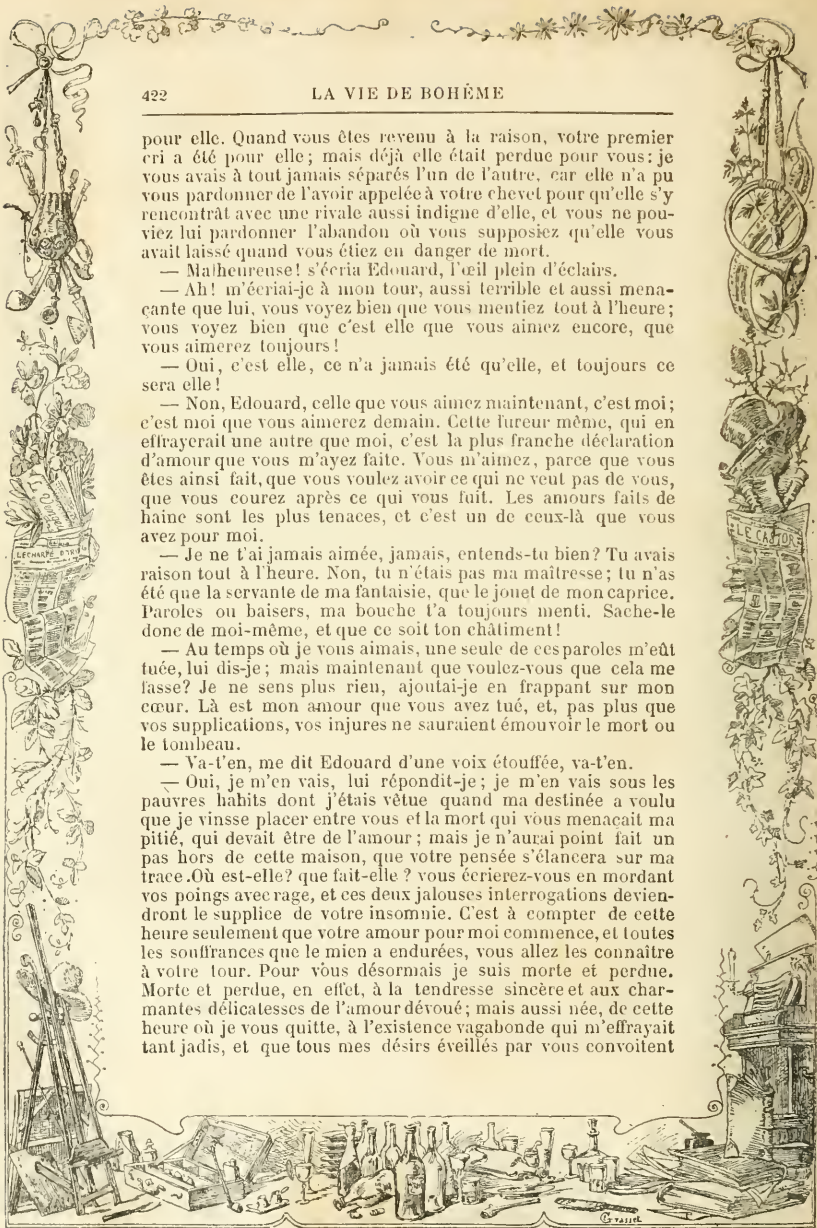 422 LA VIE DE BOHÊME
pour elle. Quand vous êtes revenu à la raison, votre premier
cri a été pour elle; mais déjà elle était perdue pour vous: je
vous avais à tout jamais séparés l'un de l'autre, car elle n'a pu
vous pardonner de l'avoir appelée à votre chevet pour qu'elle s'y
rencontrât avec une rivale aussi indigne d'elle, et vous ne pou-
viez lui pardonner l'abandon où vous supposiez qu'elle vous
avait laissé quand vous étiez en danger de mort.
— Malheureuse! s'écria Edouard, l'œil plein d'éclairs.
— Ah! m'écriai-je à mon tour, aussi terrible et aussi mena-
çante que lui, vous voyez bien que vous mentiez tout à l'heure;
vous voyez bien que c'est elle que vous aimez encore, que
vous aimerez toujours!
— Oui, c'est elle, ce n'a jamais été qu'elle, et toujours ce
sera elle!
— Non, Edouard, celle que vous aimez maintenant, c'est moi;
c'est moi que vous aimerez demain. Cette fureur même, qui en
effrayerait une autre que moi, c'est la plus franche déclaration
d'amour que vous m'ayez faite. Vous m'aimez, parce que vous
êtes ainsi fait, que vous voulez avoir ce qui ne veut pas de vous,
que vous courez après ce qui vous fuit. Les amours faits de
haine sont les plus tenaces, et c'est un de ceux-là que vous
avez pour moi.
— Je ne t'ai jamais aimée, jamais, entends-tu bien? Tu avais
raison tout à l'heure. Non, tu n'étais pas ma maîtresse; tu n'as
été que la servante de ma fantaisie, que le jouet de mon caprice.
Paroles ou baisers, ma bouche t'a toujours menti. Sache-le
donc de moi-même, et que ce soit ton châtiment!
— Au temps où je vous aimais, une seule de ces paroles m'eût
tuée, lui dis-je; mais maintenant que voulez-vous que cela me
fasse? Je ne sens plus rien, ajoutai-je en frappant sur mon
cœur. Là est mon amour que vous avez tué, et, pas plus que
vos supplications, vos injures ne sauraient émouvoir le mort ou
le tombeau.
— Va-t'en, me dit Edouard d'une voix étouffée, va-t'en.
— Oui, je m'en vais, lui répondit-je; je m'en vais sous les
pauvres habits dont j'étais vêtue quand ma destinée a voulu
que je vinsse placer entre vous et la mort qui vous menaçait ma
pitié, qui devait être de l'amour; mais je n'aurai point fait un
pas hors de cette maison, que votre pensée s'élancera sur ma
trace.Où est-elle? que fait-elle ? vous écrierez-vous en mordant
vos poings avec rage, et ces deux jalouses interrogations devien-
dront le supplice de votre insomnie. C'est à compter de cette
heure seulement que votre amour pour moi commence, et toutes
les souffrances que le mien a endurées, vous allez les connaître
à votre tour. Pour vous désormais je suis morte et perdue.
Morte et perdue, en effet, à la tendresse sincère et aux char-
mantes délicatesses de l'amour dévoué; mais aussi née, de cette
heure où je vous quitte, à l'existence vagabonde qui m'effrayait
tant jadis, et que tous mes désirs éveillés par vous convoitent
LE CASTOR
Grasset